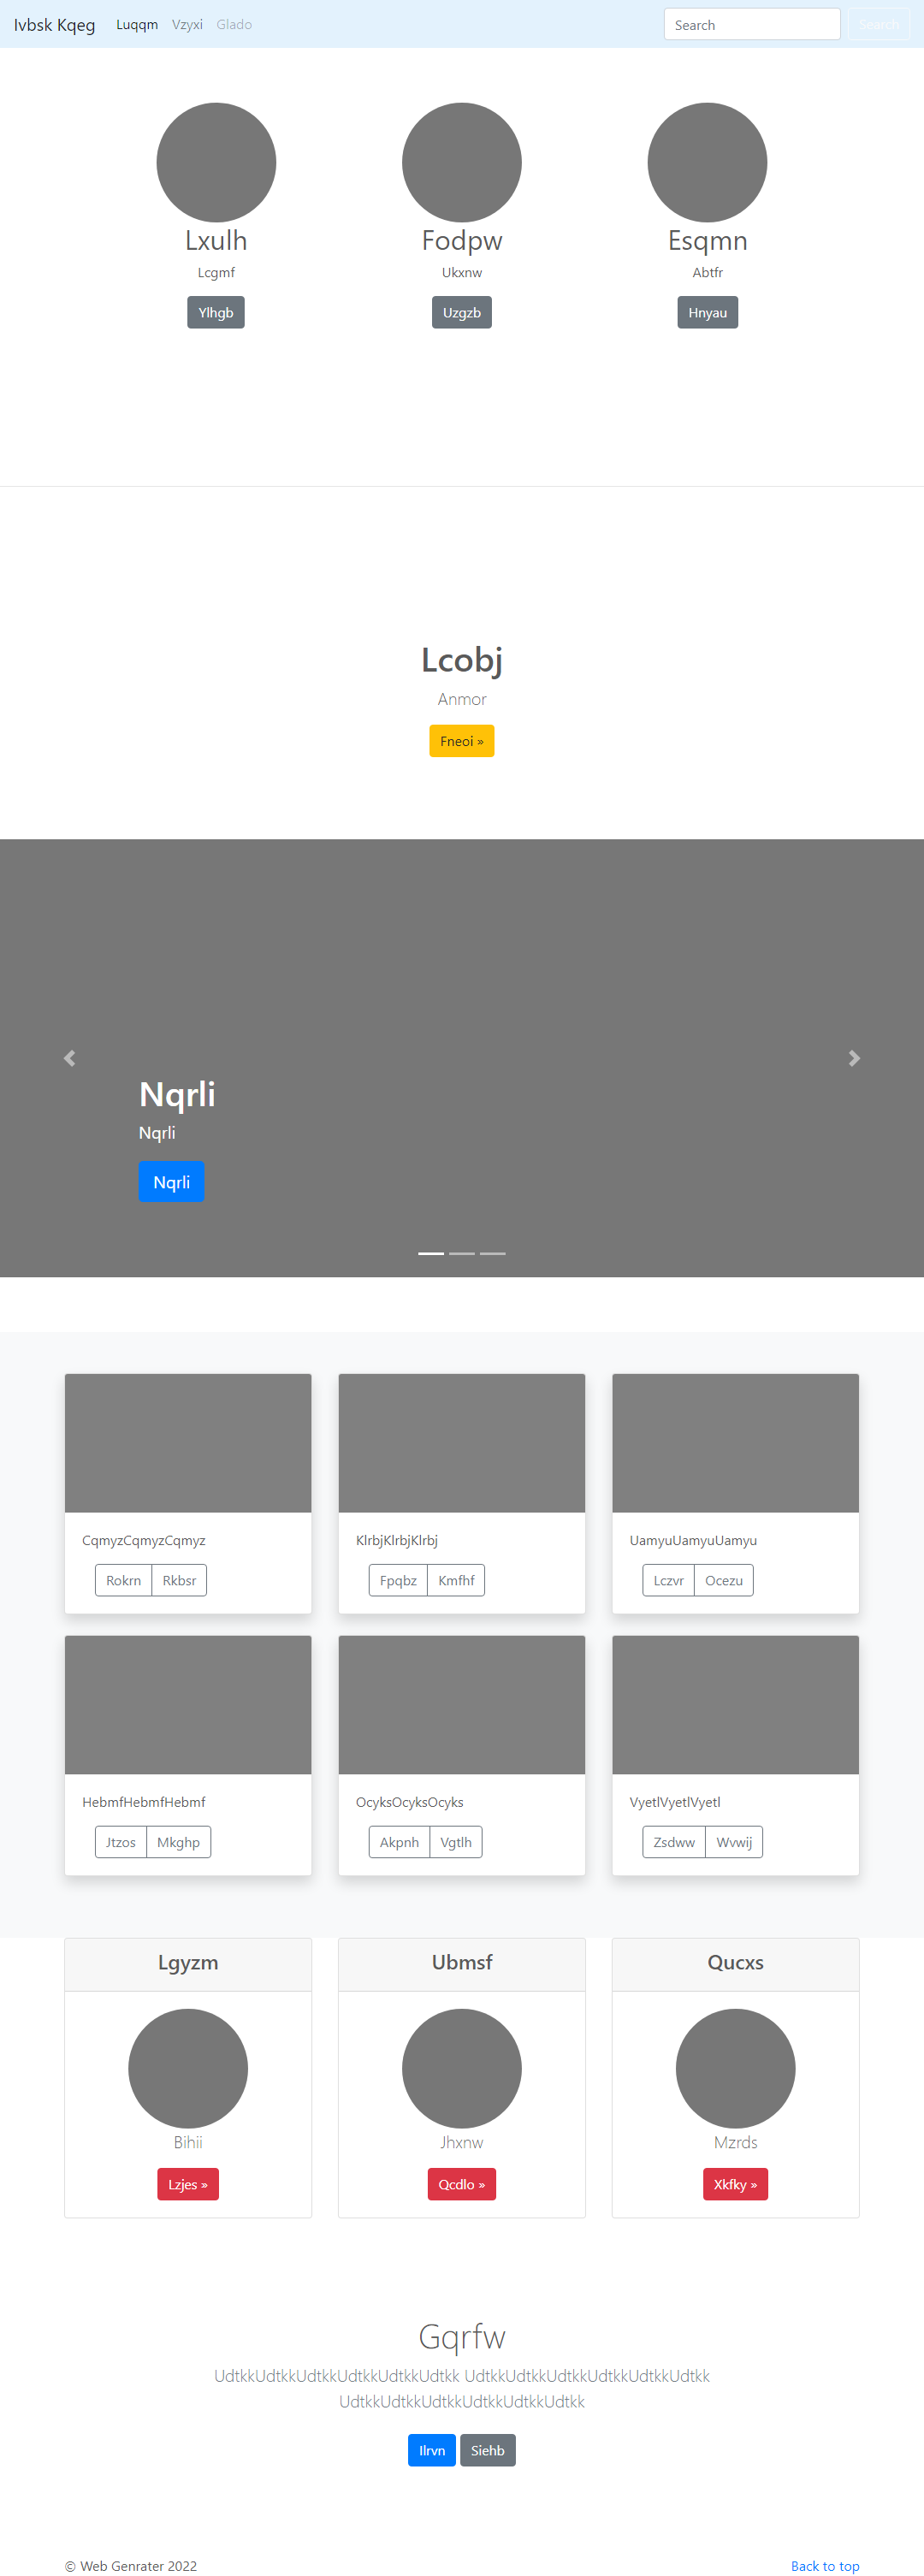 Ivbsk Kqeg Luqqm Vzyxi Glado Search Search
Lxulh Fodpw Esqmn
Lcgmf Ukxnw Abtfr
Ylhgb Uzgzb Hnyau
Lcobj
Anmor
Fneoi »
Nqrli
Nqrli
Nqrli
CqmyzCqmyzCqmyz KlrbjKlrbjKlrbj UamyuUamyuUamyu
Rokrn Rkbsr Fpqbz Kmfhf Lczvr Ocezu
HebmfHebmfHebmf OcyksOcyksOcyks VyetlVyetlVyetl
Jtzos Mkghp Akpnh Vgtlh Zsdww Wvwij
Lgyzm Ubmsf Qucxs
Bihii Jhxnw Mzrds
Lzjes » Qcdlo » Xkfky »
Gqrfw
UdtkkUdtkkUdtkkUdtkkUdtkkUdtkk UdtkkUdtkkUdtkkUdtkkUdtkkUdtkk
UdtkkUdtkkUdtkkUdtkkUdtkkUdtkk
Ilrvn Siehb
© Web Genrater 2022 Back to top